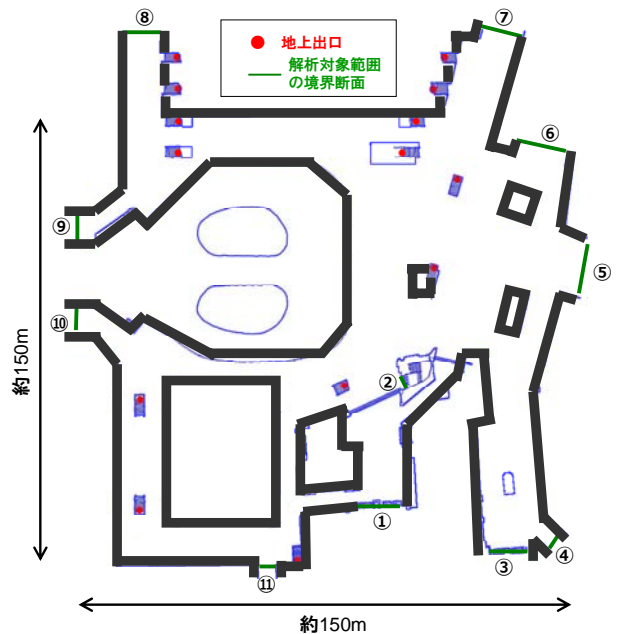 ⑧
⑦
地上出口
解析対象範囲
の境界断面
⑥
⑨
⑤
⑩
②
約150m
①
③
④
⑪
約150m